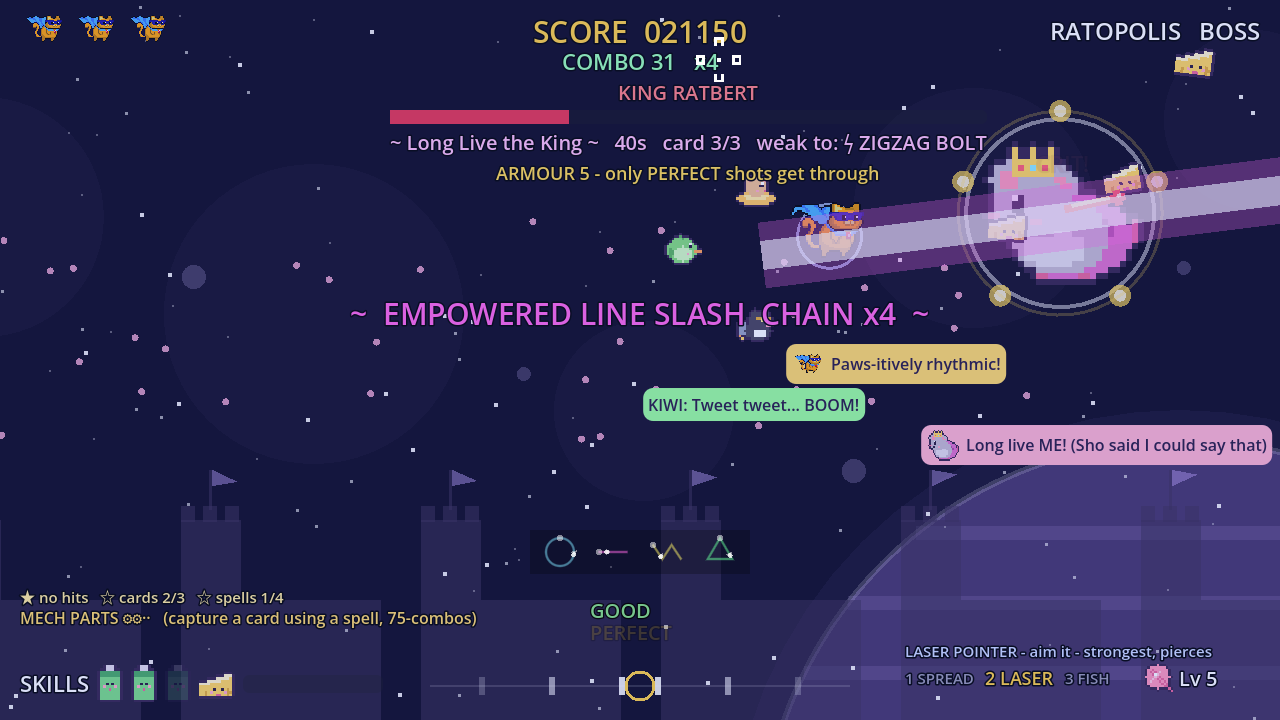 SCORE 021150
RATOPOLIS BOSS
COMBO 31 x4
KING RATBERT
~ Long Live the King ~ 40s card 3/3 weak to: ϟ ZIGZAG BOLT
ARMOUR 5 - only PERFECT shots get through
~ EMPOWERED LINE SLASH CHAIN x4 ~
Paws-itively rhythmic!
KIWI: Tweet tweet... BOOM!
Long live ME! (Sho said I could say that)
★ no hits ☆ cards 2/3 ☆ spells 1/4
MECH PARTS ⚙⚙·· (capture a card using a spell, 75-combos)
GOOD
PERFECT
LASER POINTER - aim it - strongest, pierces
SKILLS
1 SPREAD 2 LASER 3 FISH
Lv 5